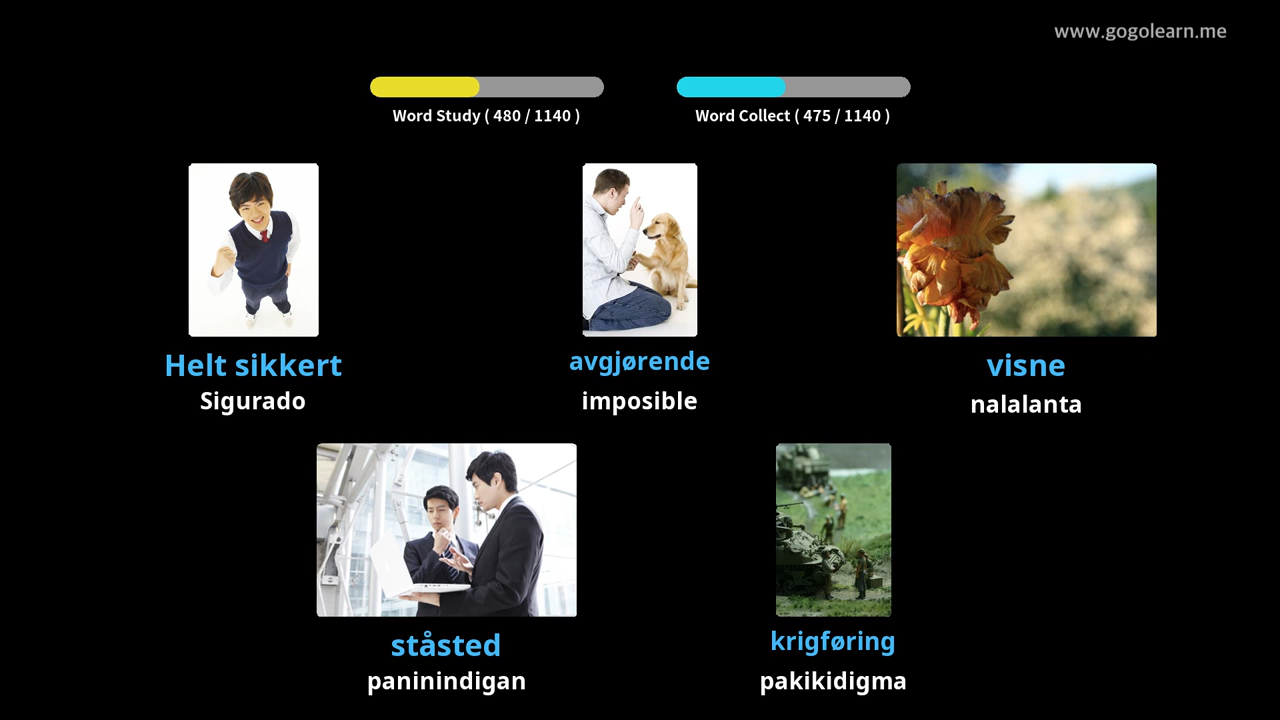 www.gogolearn.me
Word Study ( 480 / 1140 )
Word Collect ( 475 / 1140 )
Helt sikkert
Sigurado
avgjørende
imposible
visne
nalalanta
ståsted
paninindigan
krigføring
pakikidigma